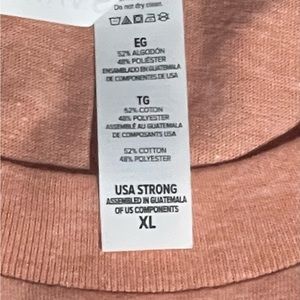 Do not dry clean.
EG
52% ALGODÓN
48% POLIÉSTER
ENSAMBLADO EN GUATEMALA
DE COMPONENTES DE USA
TG
52% COTON
48% POLYESTER
ASSEMBLÉ AU GUATEMALA
DE COMPOSANTS USA
52% COTTON
48% POLYESTER
USA STRONG
ASSEMBLED IN GUATEMALA
OF US COMPONENTS
XL